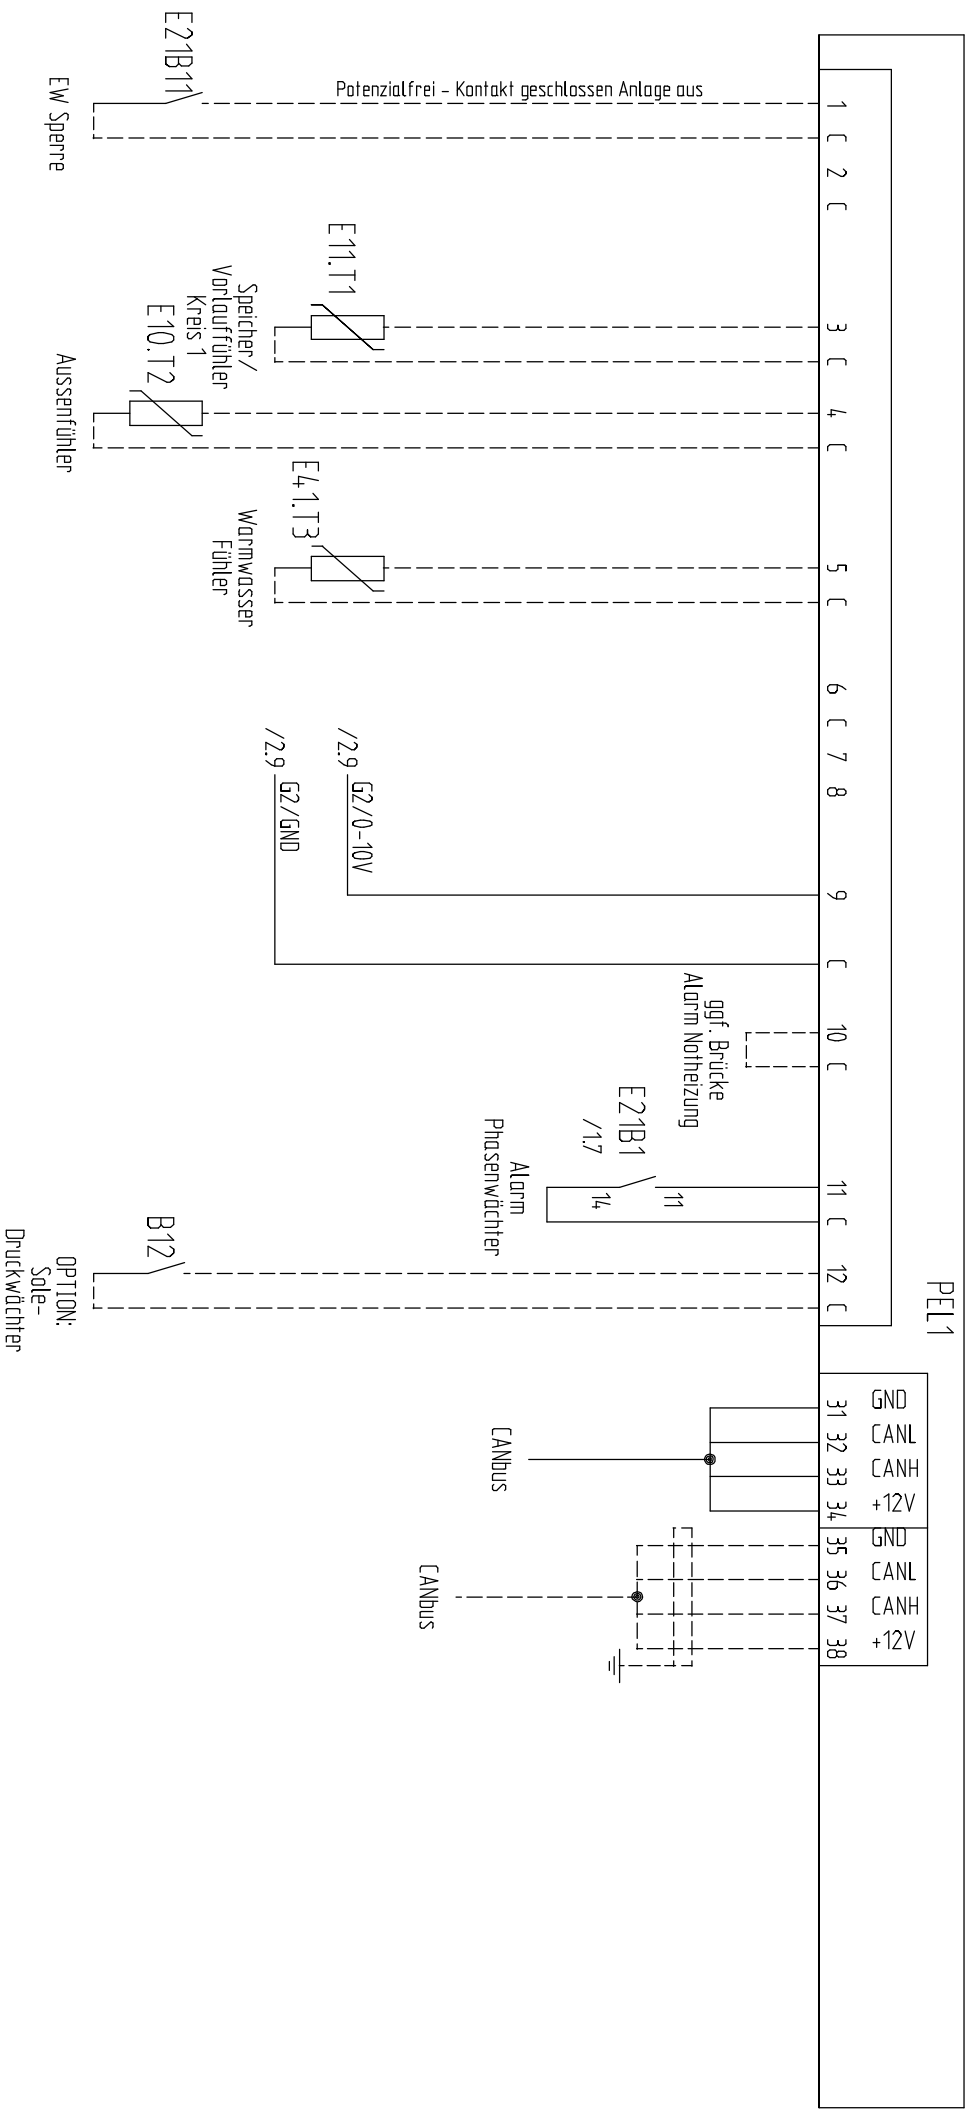 PEL1
1 C 2 C 3 C 4 C 5 C 6 C 7 8 9 C 10 C 11 C 12 C
GND CANL CANH +12V GND CANL CANH +12V
31 32 33 34 35 36 37 38
Potenzialfrei - Kontakt geschlossen Anlage aus
E21B11
EW Sperre
E11.T1
Speicher/
Vorlauffühler
Kreis 1
E10.T2
Aussenfühler
E41.T3
Warmwasser
Fühler
/2.9 G2/0-10V
/2.9 G2/GND
ggf. Brücke
Alarm Notheizung
E21B1
/1.7
11
14
Alarm
Phasenwächter
B12
OPTION:
Sole-
Druckwächter
CANbus
CANbus